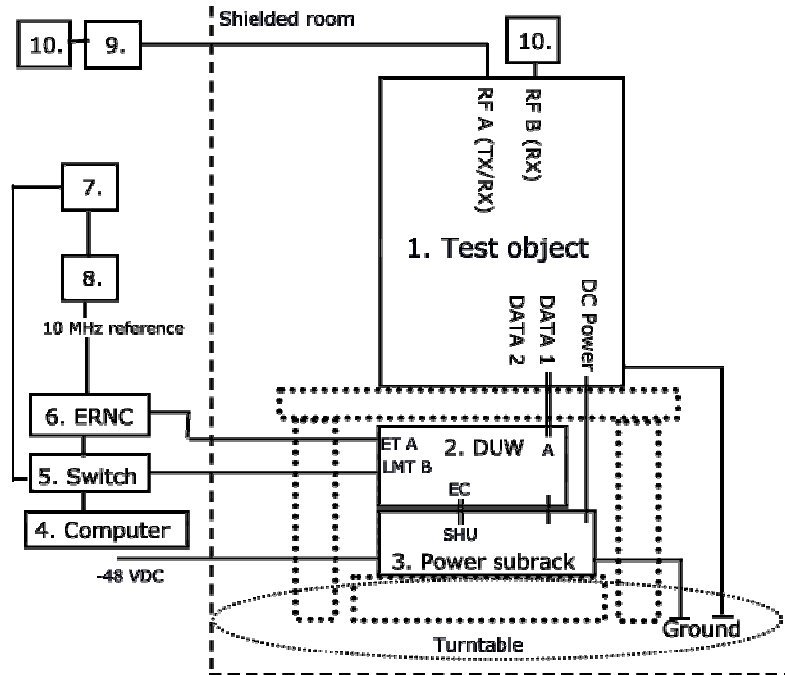 Shielded room
10.
9.
10.
RF A (TX/RX)
RF B (RX)
7.
1. Test object
8.
DC Power
DATA 1
DATA 2
10 MHz reference
6. ERNC
ET A
2. DUW
A
LMT B
5. Switch
EC
4. Computer
SHU
3. Power subrack
-48 VDC
Ground
Turntable